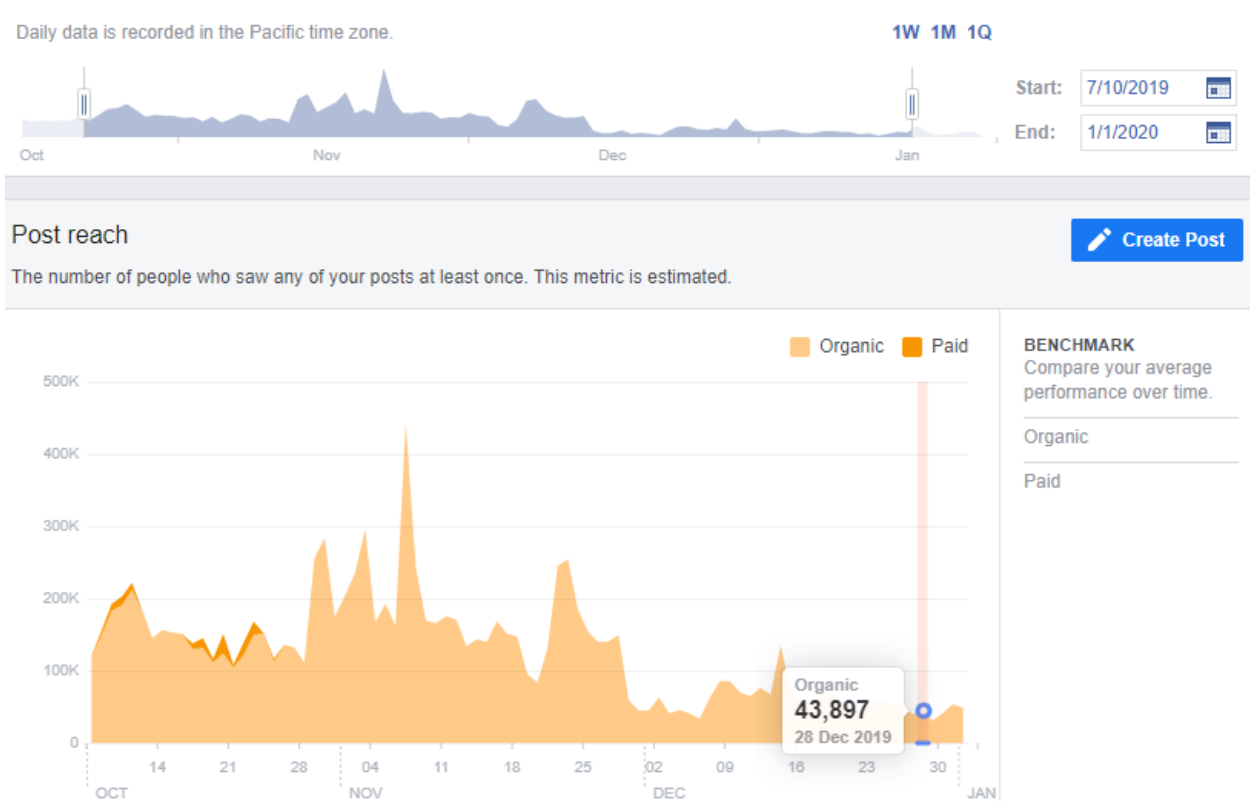 Daily data is recorded in the Pacific time zone.
1W 1M 1Q
Start: 7/10/2019
End: 1/1/2020
Oct Nov Dec Jan
Post reach
Create Post
The number of people who saw any of your posts at least once. This metric is estimated.
Organic Paid
BENCHMARK
Compare your average
performance over time.
Organic
Paid
500K
400K
300K
200K
100K
0
Organic
43,897
28 Dec 2019
14 21 28 04 11 18 25 02 09 16 23 30
OCT NOV DEC JAN